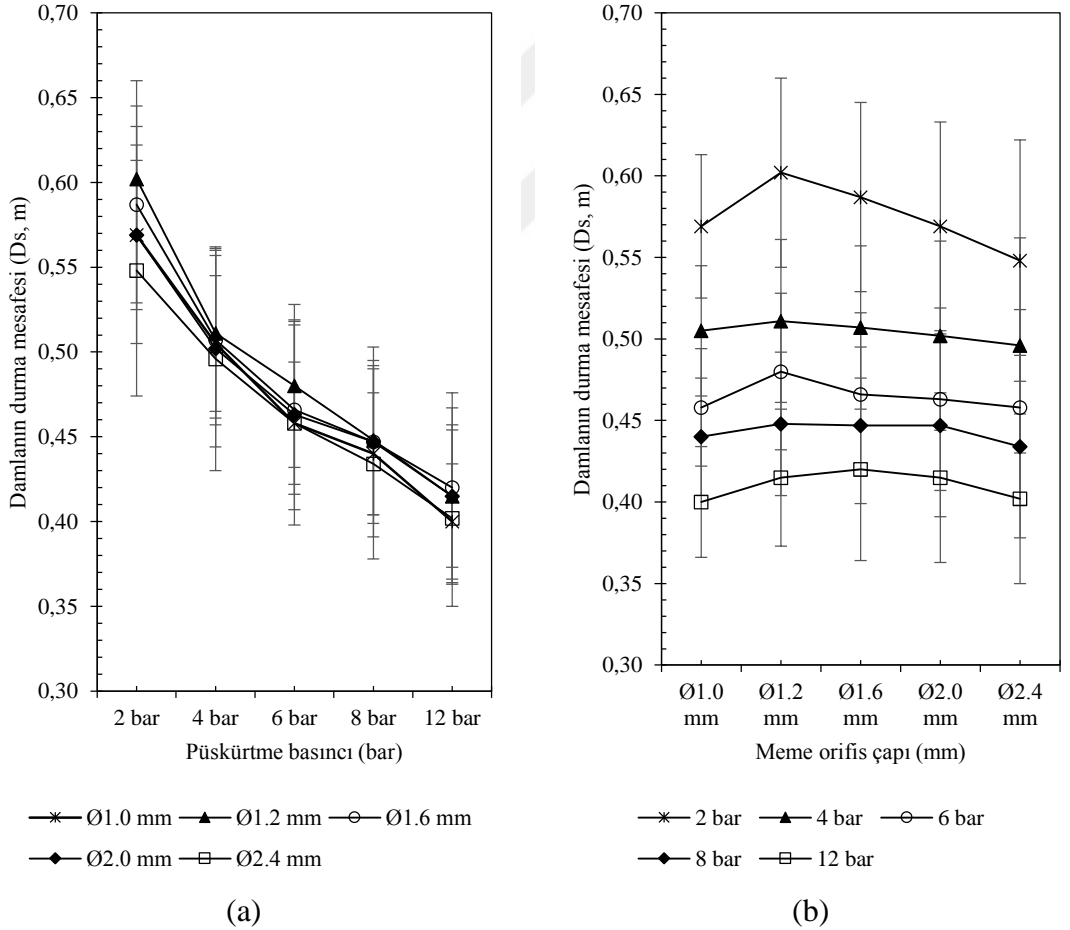 0,70
0,65
0,60
0,55
0,50
0,45
0,40
0,35
0,30
Damlanın durma mesafesi (Ds, m)
2 bar 4 bar 6 bar 8 bar 12 bar
Püskürtme basıncı (bar)
Ø1.0 mm Ø1.2 mm Ø1.6 mm
Ø2.0 mm Ø2.4 mm
(a)
0,70
0,65
0,60
0,55
0,50
0,45
0,40
0,35
0,30
Damlanın durma mesafesi (Ds, m)
Ø1.0 Ø1.2 Ø1.6 Ø2.0 Ø2.4
mm mm mm mm mm
Meme orifis çapı (mm)
2 bar 4 bar 6 bar
8 bar 12 bar
(b)